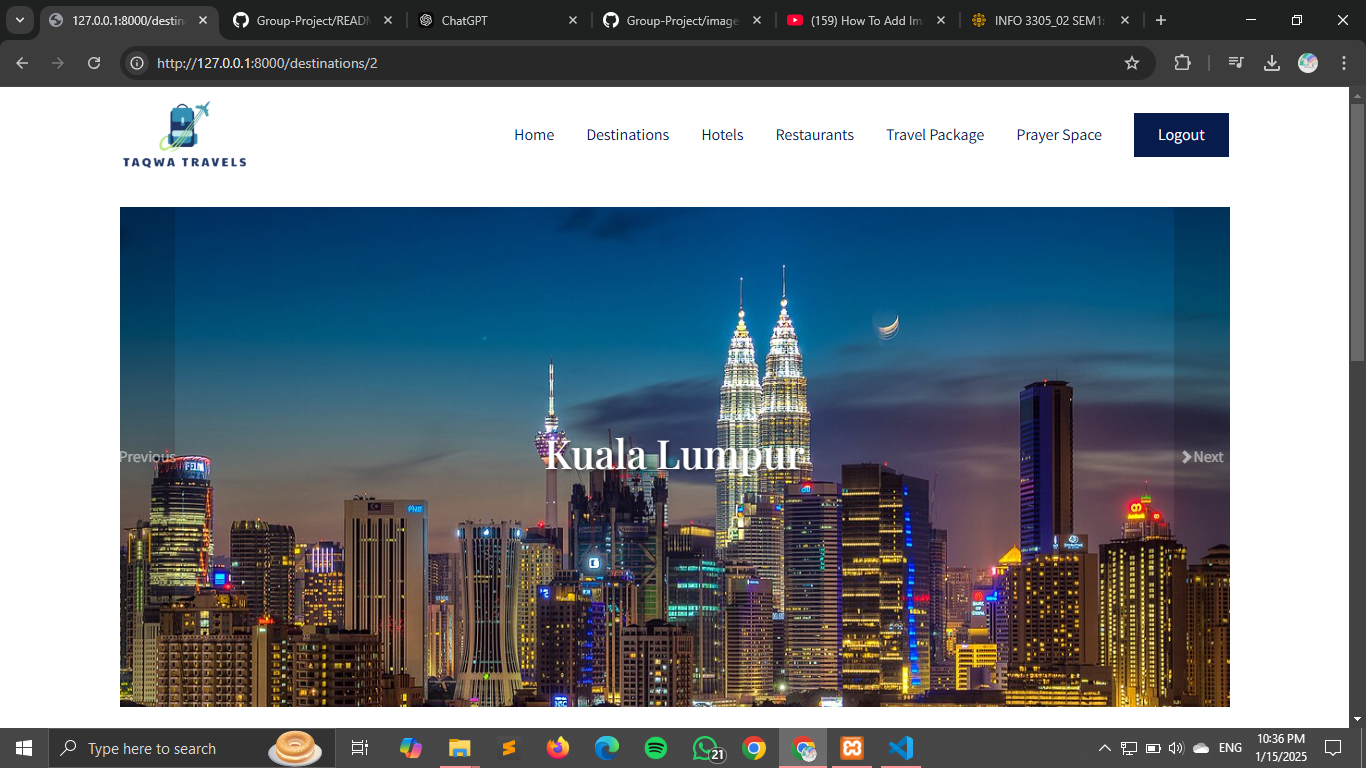 127.0.0.1:8000/destin
Group-Project/READM
ChatGPT
Group-Project/image
(159) How To Add Im
INFO 3305_02 SEM1:
http://127.0.0.1:8000/destinations/2
TAQWA TRAVELS
Home
Destinations
Hotels
Restaurants
Travel Package
Prayer Space
Logout
Kuala Lumpur
Previous
Next
PNB
Type here to search
21
ENG
10:36 PM
1/15/2025